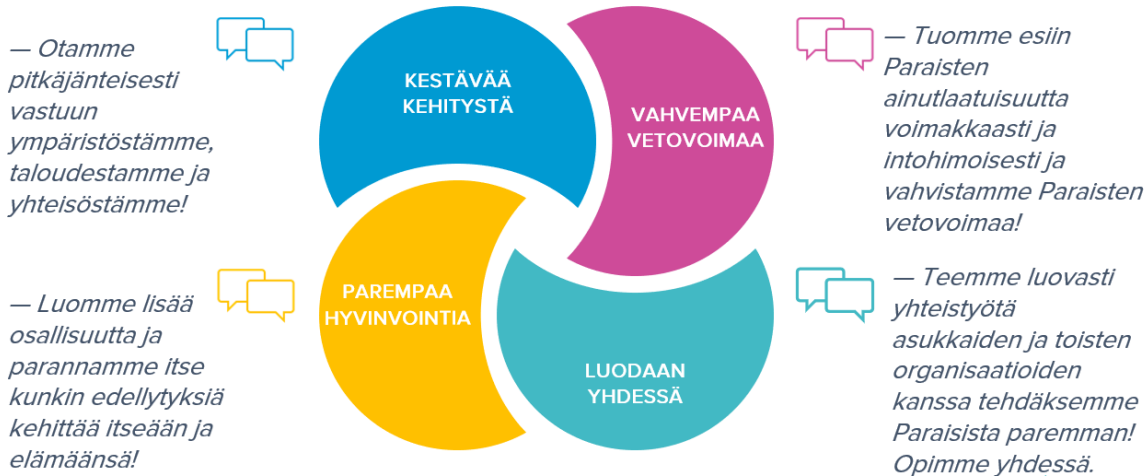 — Otamme
pitkäjänteisesti
vastuun
ympäristöstämme,
taloudestamme ja
yhteisöstämme!
KESTÄVÄÄ
KEHITYSTÄ
VAHVEMPAA
VETOVOIMAA
— Tuomme esiin
Paraisten
ainutlaatuisuutta
voimakkaasti ja
intohimoisesti ja
vahvistamme Paraisten
vetovoimaa!
— Luomme lisää
osallisuutta ja
parannamme itse
kunkin edellytyksiä
kehittää itseään ja
elämäänsä!
PAREMPAA
HYVINVOINTIA
LUODAAN
YHDESSÄ
— Teemme luovasti
yhteistyötä
asukkaiden ja toisten
organisaatioiden
kanssa tehdäksemme
Paraisista paremman!
Opimme yhdessä.